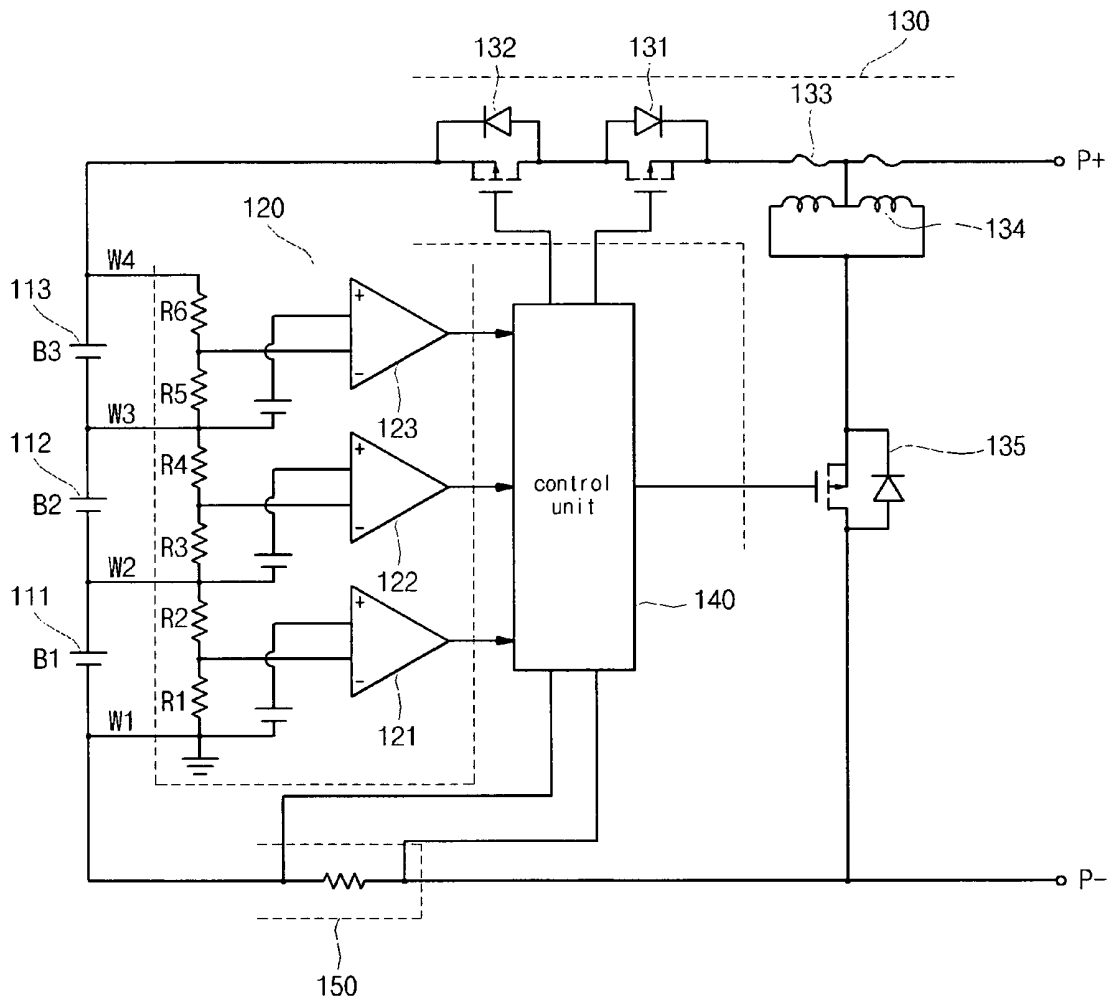 130
132
131
133
P+
120
134
W4
113
R6
+
B3
R5
-
W3
123
112
R4
+
135
B2
control
unit
R3
-
W2
122
111
R2
+
140
B1
R1
-
W1
121
P-
150